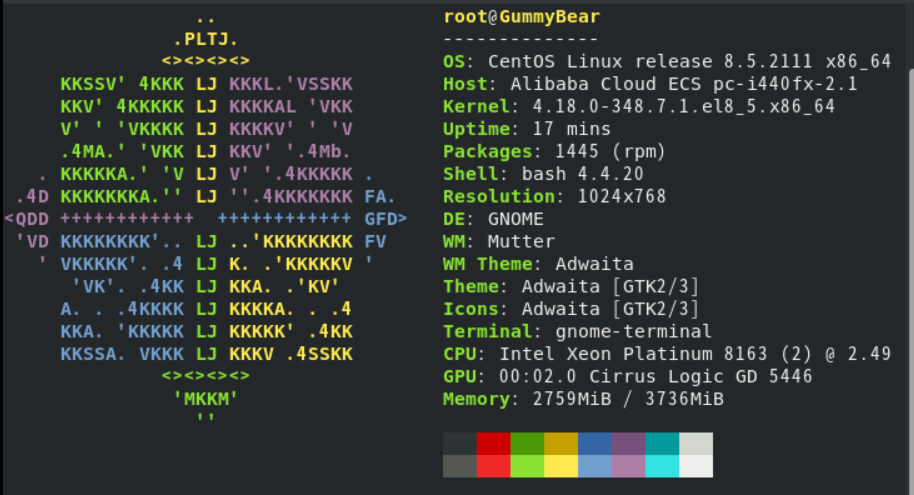 root@GummyBear
--------------
OS: CentOS Linux release 8.5.2111 x86_64
Host: Alibaba Cloud ECS pc-i440fx-2.1
Kernel: 4.18.0-348.7.1.el8_5.x86_64
Uptime: 17 mins
Packages: 1445 (rpm)
Shell: bash 4.4.20
Resolution: 1024x768
DE: GNOME
WM: Mutter
WM Theme: Adwaita
Theme: Adwaita [GTK2/3]
Icons: Adwaita [GTK2/3]
Terminal: gnome-terminal
CPU: Intel Xeon Platinum 8163 (2) @ 2.49
GPU: 00:02.0 Cirrus Logic GD 5446
Memory: 2759MiB / 3736MiB
..
.PLTJ.
<><><><>
KKSSV' 4KKK LJ KKKL.'VSSKK
KKV' 4KKKKK LJ KKKKAL 'VKK
V' ' 'VKKKK LJ KKKKV' ' 'V
.4MA.' 'VKK LJ KKV' '.4Mb.
. KKKKKA.' 'V LJ V' '.4KKKKK .
.4D KKKKKKKA.'' LJ ''.4KKKKKKK FA.
<QDD ++++++++++++ ++++++++++++ GFD>
'VD KKKKKKKK'.. LJ ..'KKKKKKKK FV
' VKKKKK'. .4 LJ K. .'KKKKKV '
'VK'. .4KK LJ KKA. .'KV'
A. . .4KKKK LJ KKKKA. . .4
KKA. 'KKKKK LJ KKKKK' .4KK
KKSSA. VKKK LJ KKKV .4SSKK
<><><><>
'MKKM'
''